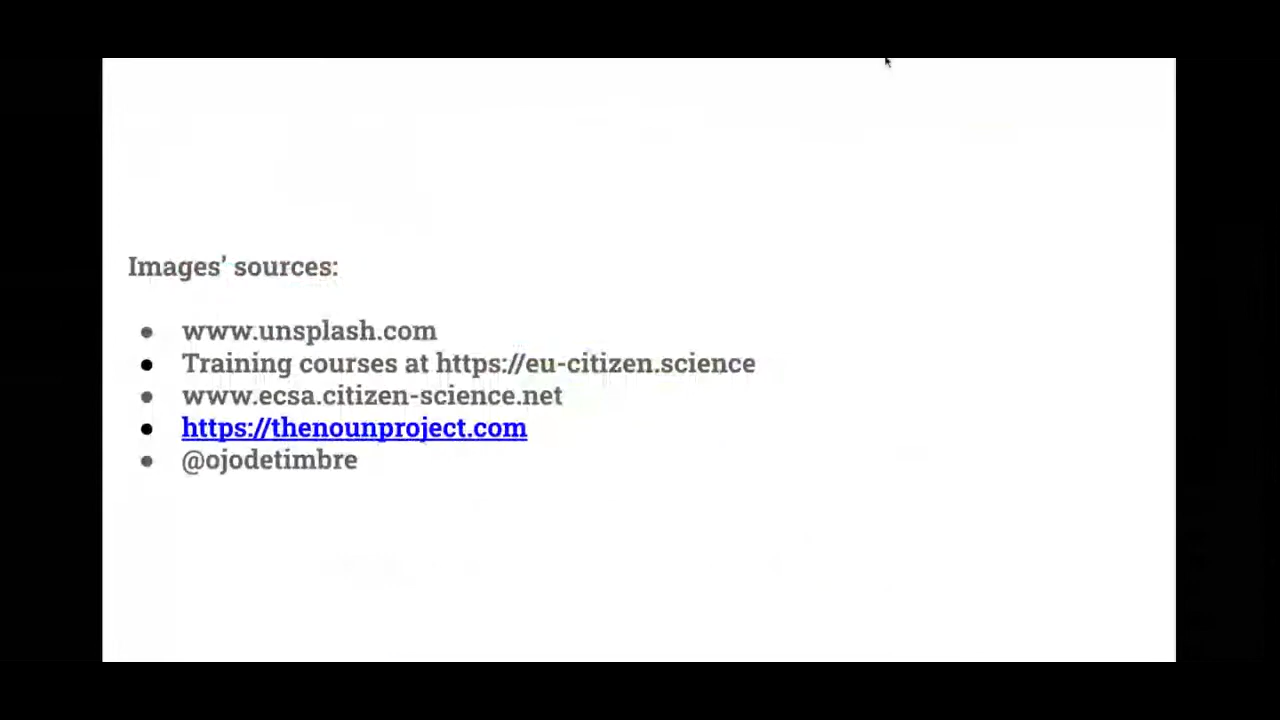 Images’ sources:
● www.unsplash.com
● Training courses at https://eu-citizen.science
● www.ecsa.citizen-science.net
● https://thenounproject.com
● @ojodetimbre